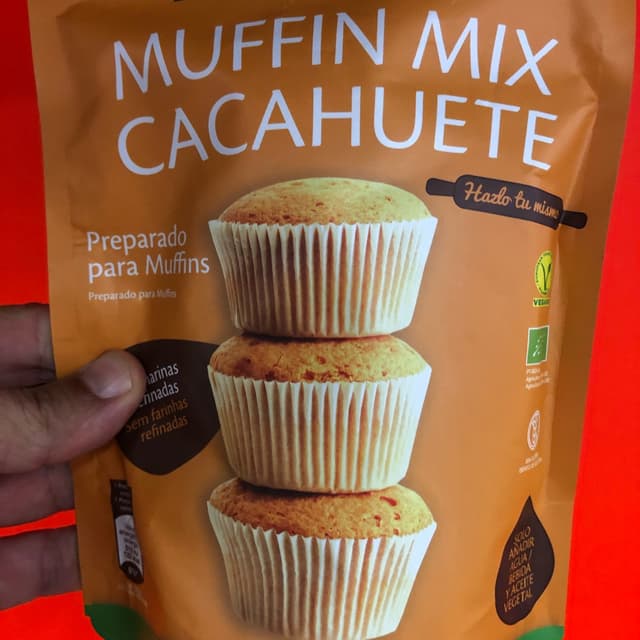 MUFFIN MIX
CACAHUETE
Hazlo tu mismo
Preparado
para Muffins
Preparado para Muffins
Sem farinhas
refinadas
SOLO
AÑADIR
AGUA/
BEBIDA
Y ACEITE
VEGETAL